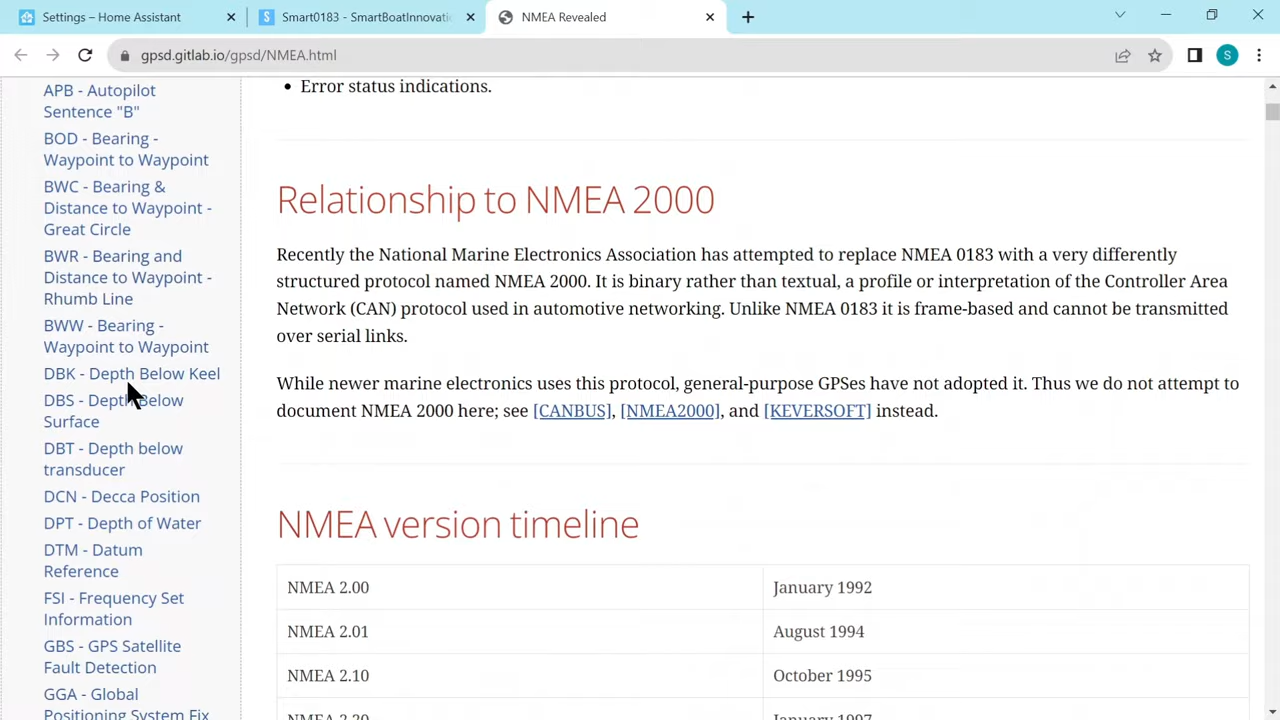 Settings – Home Assistant
Smart0183 - SmartBoatInnovati
NMEA Revealed
gpsd.gitlab.io/gpsd/NMEA.html
S
APB - Autopilot
Sentence "B"
BOD - Bearing -
Waypoint to Waypoint
BWC - Bearing &
Distance to Waypoint -
Great Circle
BWR - Bearing and
Distance to Waypoint -
Rhumb Line
BWW - Bearing -
Waypoint to Waypoint
DBK - Depth Below Keel
DBS - Depth Below
Surface
DBT - Depth below
transducer
DCN - Decca Position
DPT - Depth of Water
DTM - Datum
Reference
FSI - Frequency Set
Information
GBS - GPS Satellite
Fault Detection
GGA - Global
Positioning System Fix
• Error status indications.
Relationship to NMEA 2000
Recently the National Marine Electronics Association has attempted to replace NMEA 0183 with a very differently
structured protocol named NMEA 2000. It is binary rather than textual, a profile or interpretation of the Controller Area
Network (CAN) protocol used in automotive networking. Unlike NMEA 0183 it is frame-based and cannot be transmitted
over serial links.
While newer marine electronics uses this protocol, general-purpose GPSes have not adopted it. Thus we do not attempt to
document NMEA 2000 here; see [CANBUS], [NMEA2000], and [KEVERSOFT] instead.
NMEA version timeline
NMEA 2.00 January 1992
NMEA 2.01 August 1994
NMEA 2.10 October 1995
NMEA 2.20 January 1997